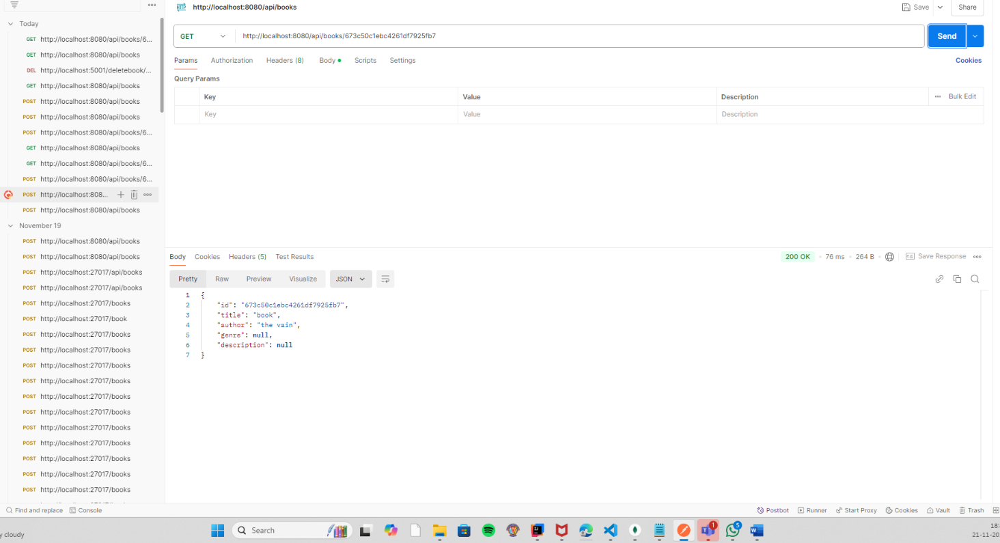 http://localhost:8080/api/books
Save
Share
Today
GET http://localhost:8080/api/books/6...
GET http://localhost:8080/api/books
DEL http://localhost:5001/deletebook/...
GET http://localhost:8080/api/books
POST http://localhost:8080/api/books
POST http://localhost:8080/api/books
POST http://localhost:8080/api/books/6...
GET http://localhost:8080/api/books
GET http://localhost:8080/api/books/6...
POST http://localhost:8080/api/books/6...
POST http://localhost:808...
POST http://localhost:8080/api/books
November 19
POST http://localhost:8080/api/books
POST http://localhost:8080/api/books
POST http://localhost:27017/api/books
POST http://localhost:27017/api/books
POST http://localhost:27017/books
POST http://localhost:27017/book
POST http://localhost:27017/books
POST http://localhost:27017/books
POST http://localhost:27017/books
POST http://localhost:27017/books
POST http://localhost:27017/books
POST http://localhost:27017/books
POST http://localhost:27017/books
POST http://localhost:27017/books
POST http://localhost:27017/books
POST http://localhost:27017/books
POST http://localhost:27017/books
GET http://localhost:8080/api/books/673c50c1ebc4261df7925fb7 Send
Params Authorization Headers (8) Body Scripts Settings Cookies
Query Params
Key Value Description Bulk Edit
Key Value Description
Body Cookies Headers (5) Test Results 200 OK 76 ms 264 B Save Response
Pretty Raw Preview Visualize JSON
1 {
2 "id": "673c50c1ebc4261df7925fb7",
3 "title": "book",
4 "author": "the vain",
5 "genre": null,
6 "description": null
7 }
Find and replace Console Postbot Runner Start Proxy Cookies Vault Trash
y cloudy
Search
1
5
18:
21-11-20